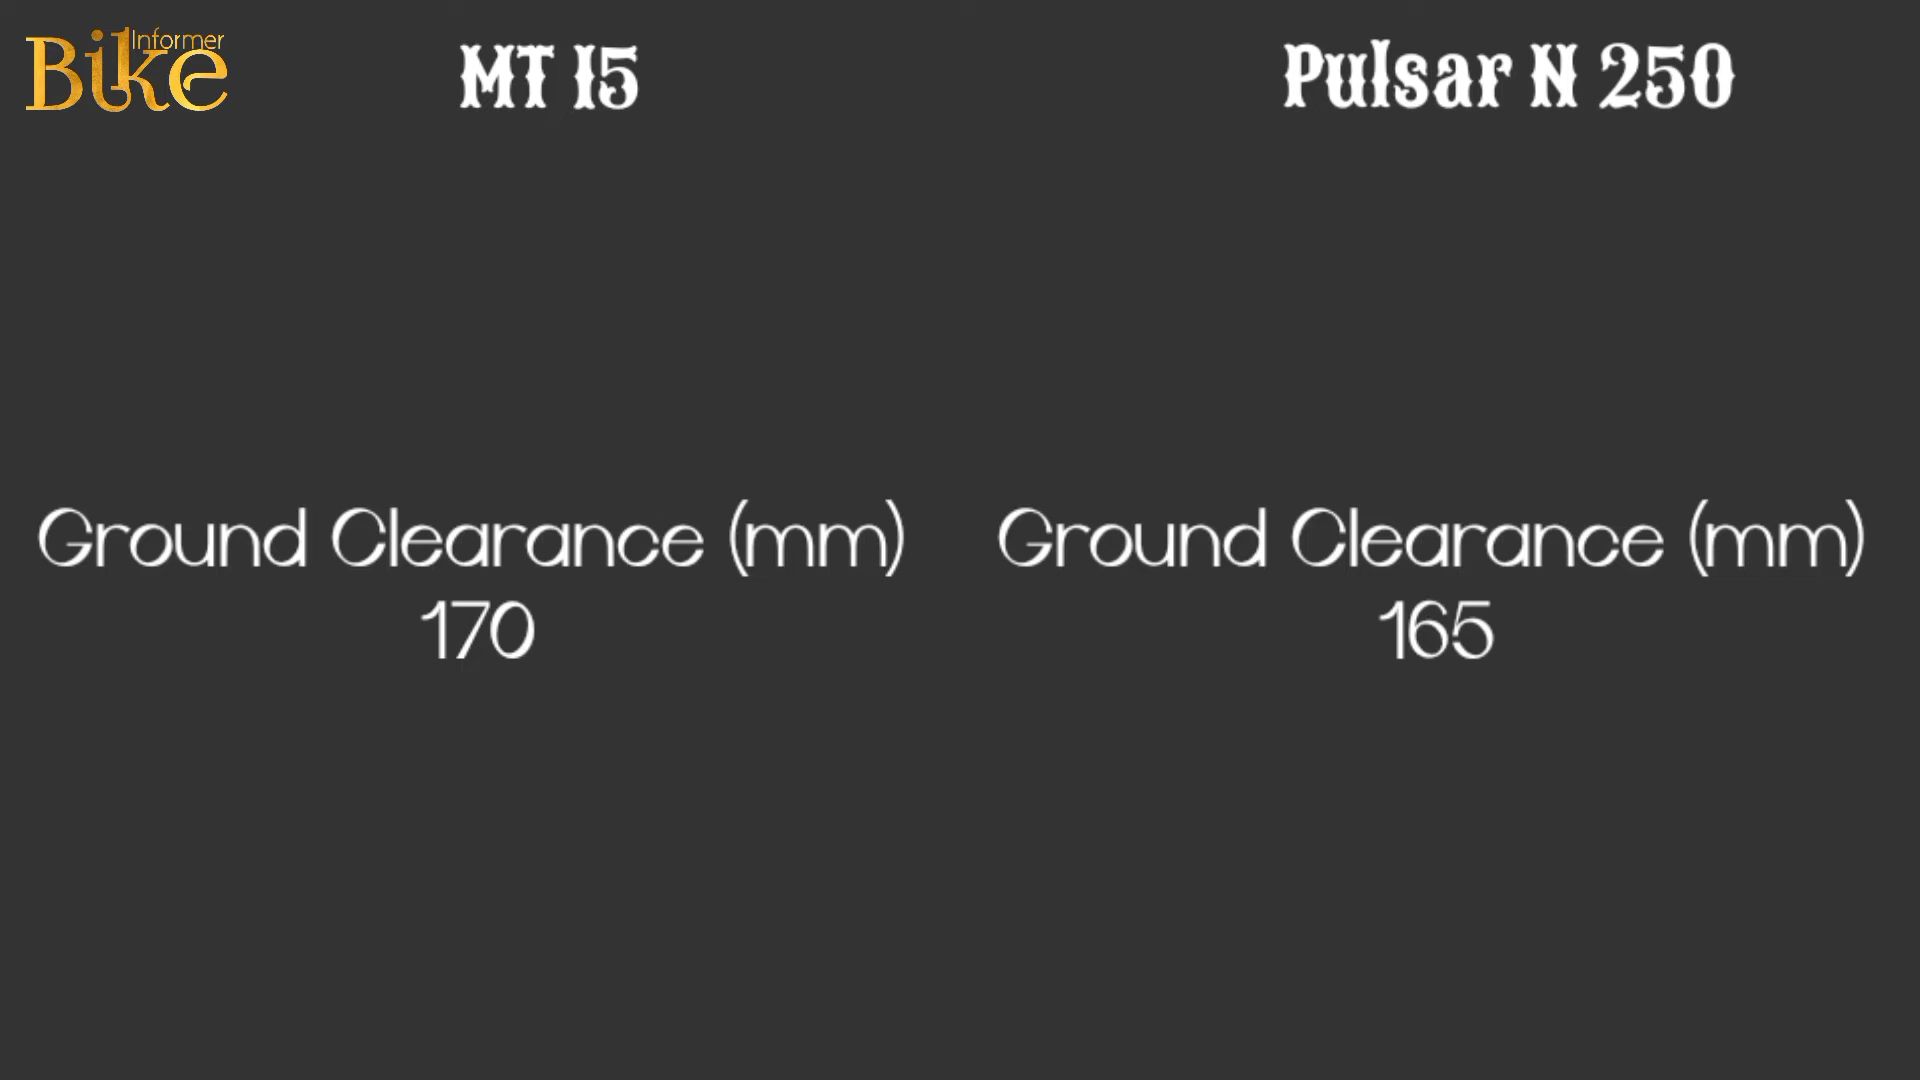 Bike Informer
MT 15
Pulsar N 250
Ground Clearance (mm)
170
Ground Clearance (mm)
165